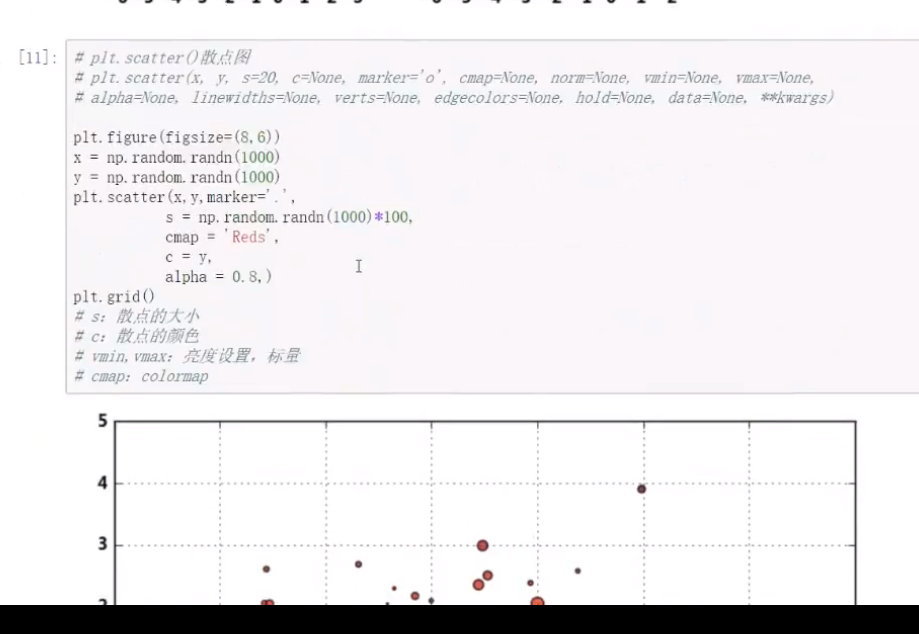 [11]:
# plt.scatter()散点图
# plt.scatter(x, y, s=20, c=None, marker='o', cmap=None, norm=None, vmin=None, vmax=None,
# alpha=None, linewidths=None, verts=None, edgecolors=None, hold=None, data=None, **kwargs)
plt.figure(figsize=(8,6))
x = np.random.randn(1000)
y = np.random.randn(1000)
plt.scatter(x,y,marker='.',
s = np.random.randn(1000)*100,
cmap = 'Reds',
c = y,
alpha = 0.8,)
plt.grid()
# s：散点的大小
# c：散点的颜色
# vmin,vmax：亮度设置，标量
# cmap：colormap
5
4
3